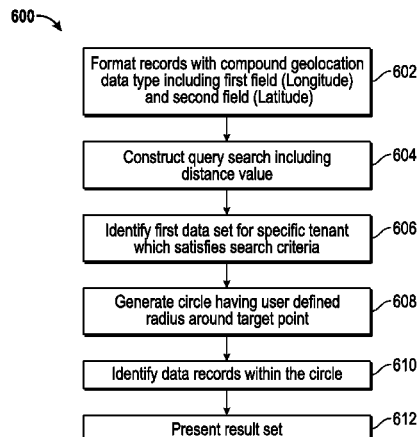 600
Format records with compound geolocation
data type including first field (Longitude)
and second field (Latitude)
602
Construct query search including
distance value
604
Identify first data set for specific tenant
which satisfies search criteria
606
Generate circle having user defined
radius around target point
608
Identify data records within the circle
610
Present result set
612